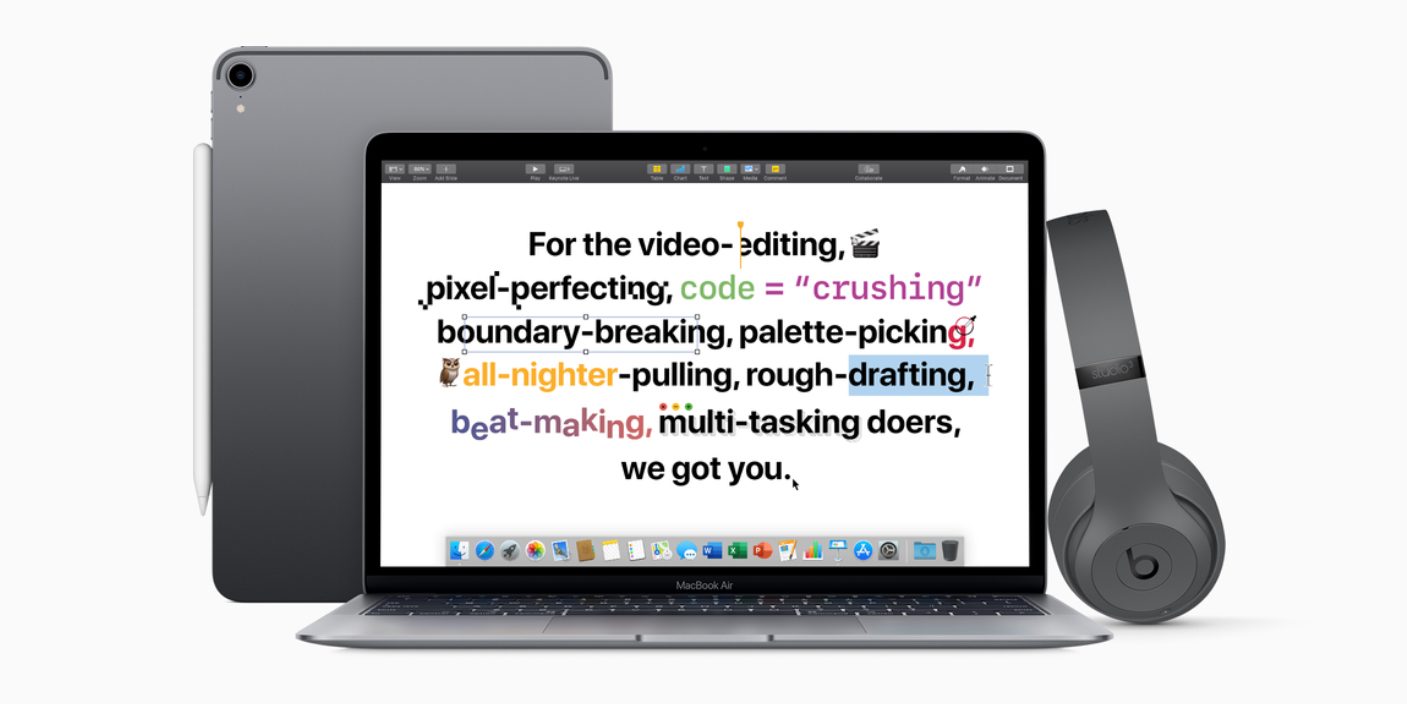 View Zoom Add Slide Play Keynote Live Table Chart Text Shape Media Comment Collaborate Format Animate Document
For the video-editing,
pixel-perfecting, code = “crushing”
boundary-breaking, palette-picking,
all-nighter-pulling, rough-drafting,
beat-making, multi-tasking doers,
we got you.
MacBook Air
studio3
b